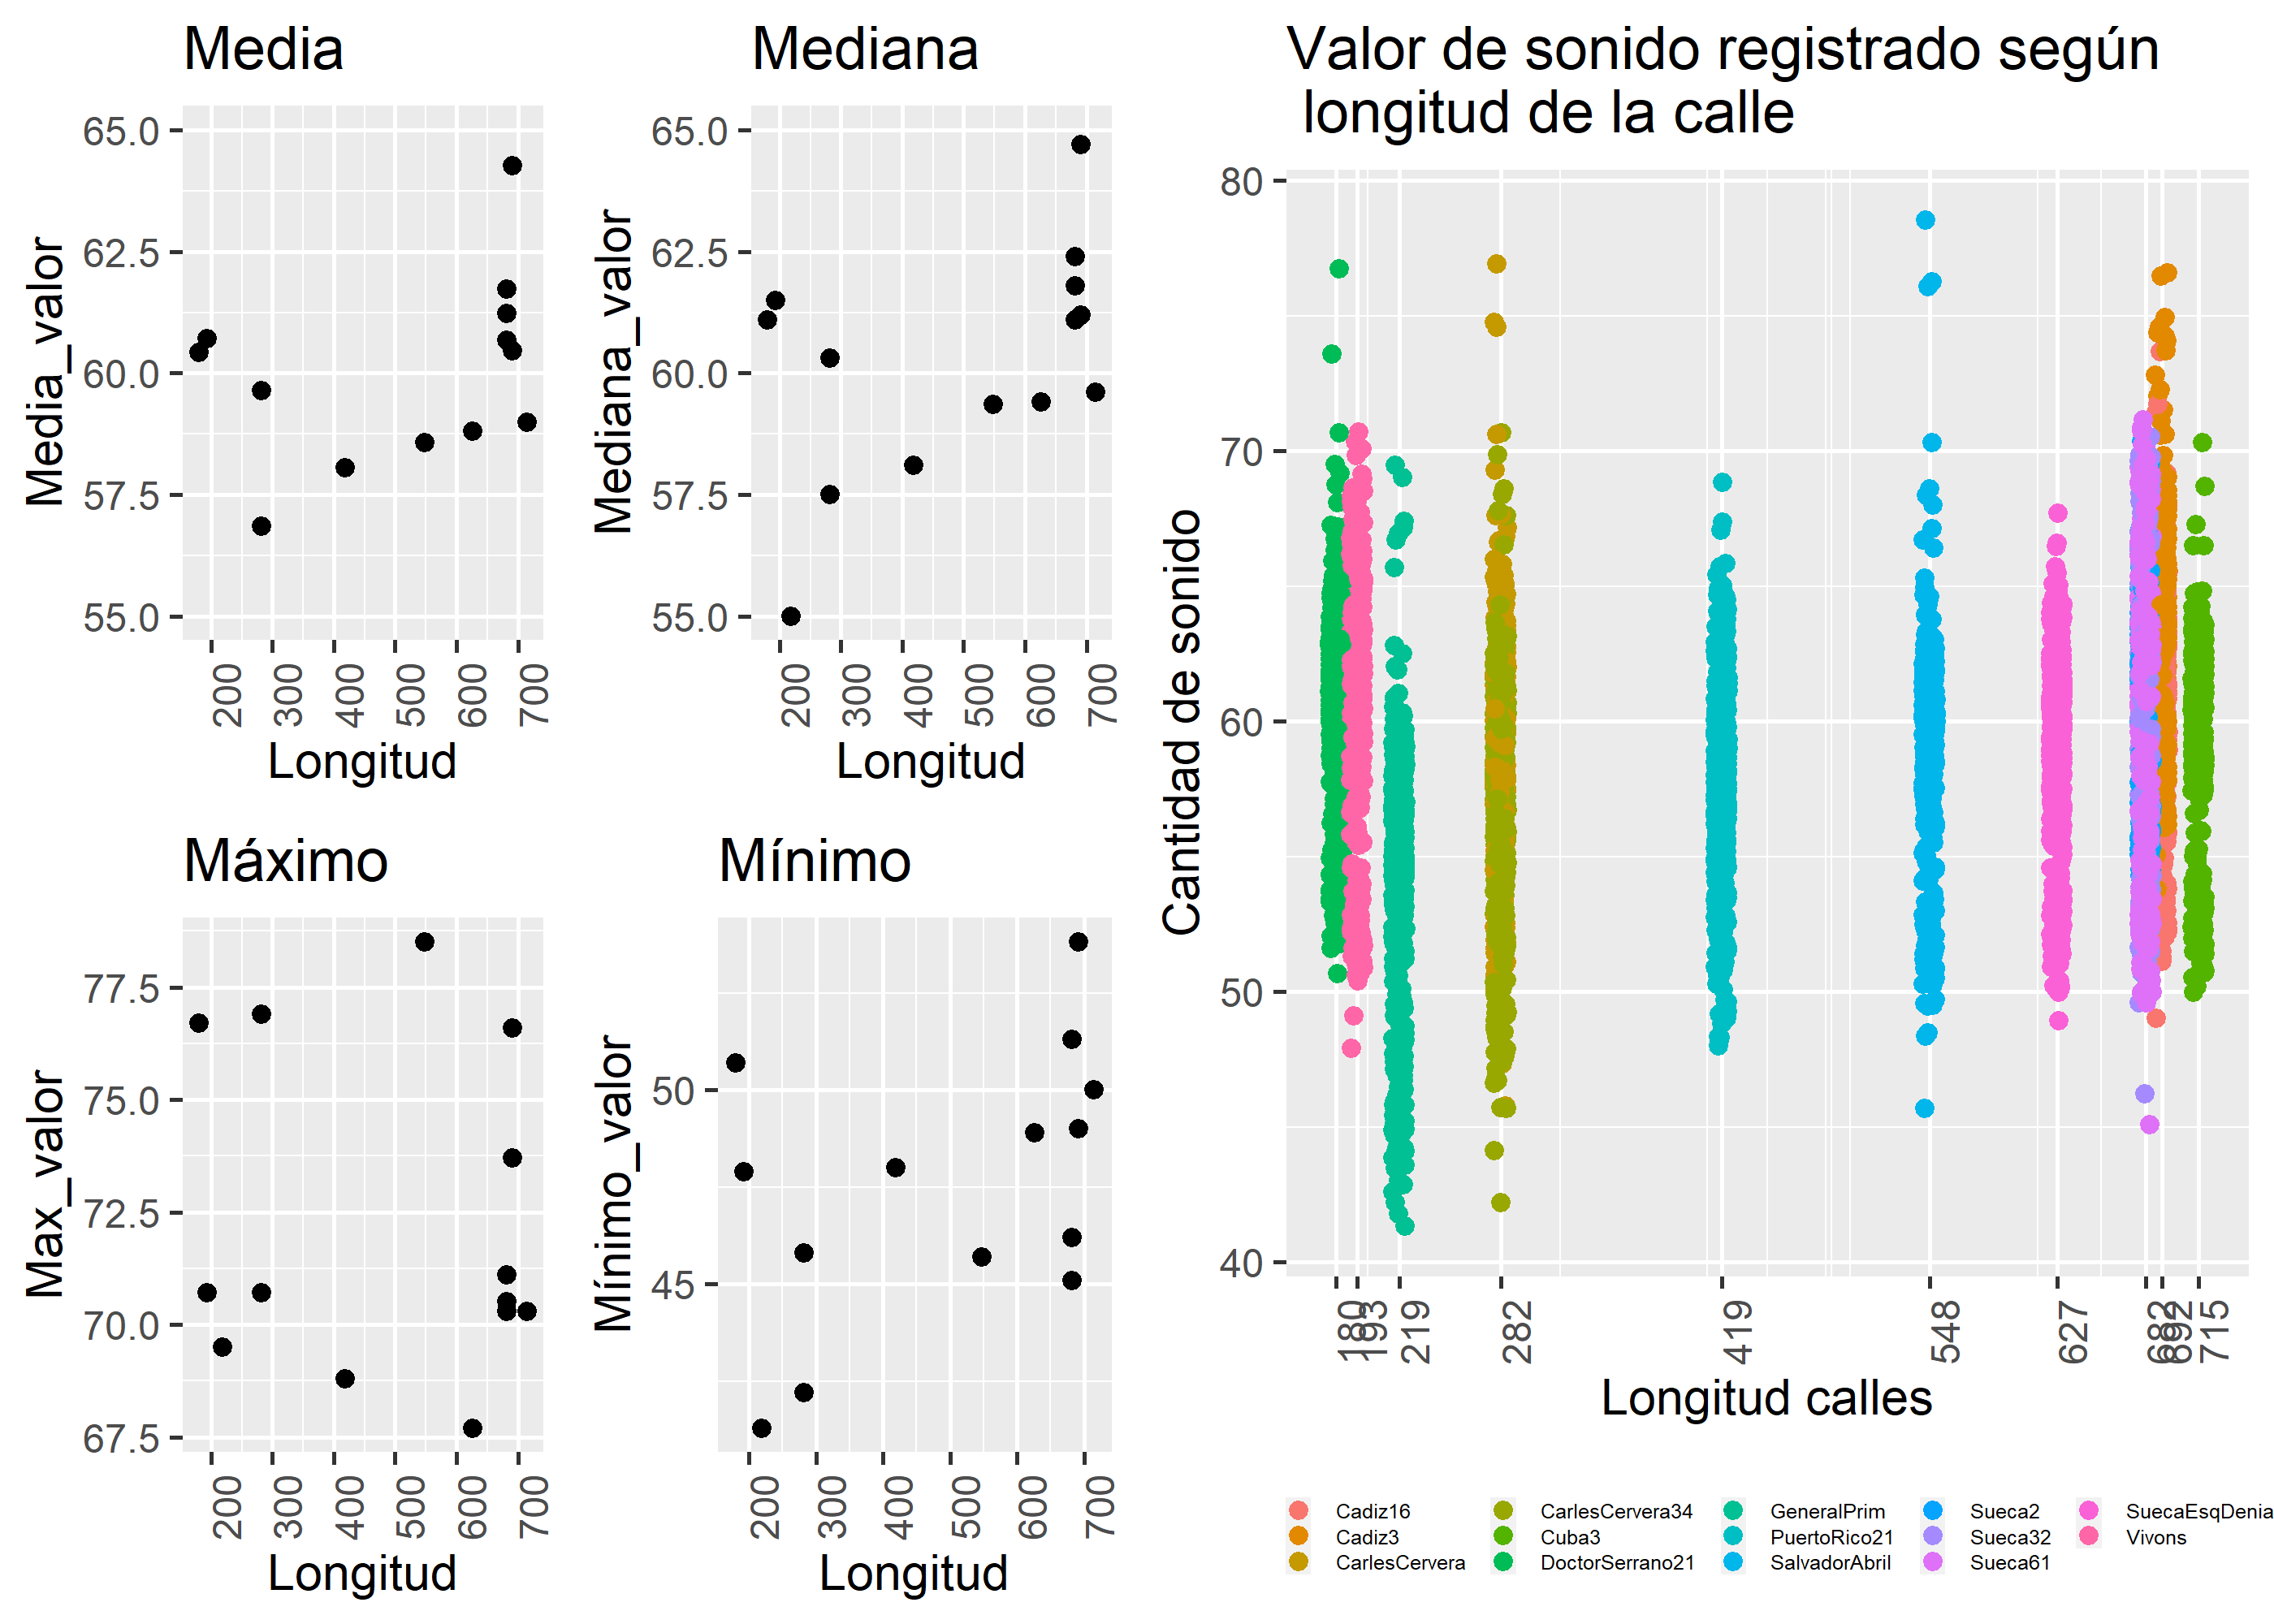 Media
65.0
62.5
60.0
57.5
55.0
Media_valor
200 300 400 500 600 700
Longitud
Mediana
65.0
62.5
60.0
57.5
55.0
Mediana_valor
200 300 400 500 600 700
Longitud
Máximo
77.5
75.0
72.5
70.0
67.5
Max_valor
200 300 400 500 600 700
Longitud
Mínimo
50
45
Mínimo_valor
200 300 400 500 600 700
Longitud
Valor de sonido registrado según
longitud de la calle
80
70
60
50
40
Cantidad de sonido
180 193 219 282 419 548 627 682 692 715
Longitud calles
Cadiz16 CarlesCervera34 GeneralPrim Sueca2 SuecaEsqDenia
Cadiz3 Cuba3 PuertoRico21 Sueca32 Vivons
CarlesCervera DoctorSerrano21 SalvadorAbril Sueca61